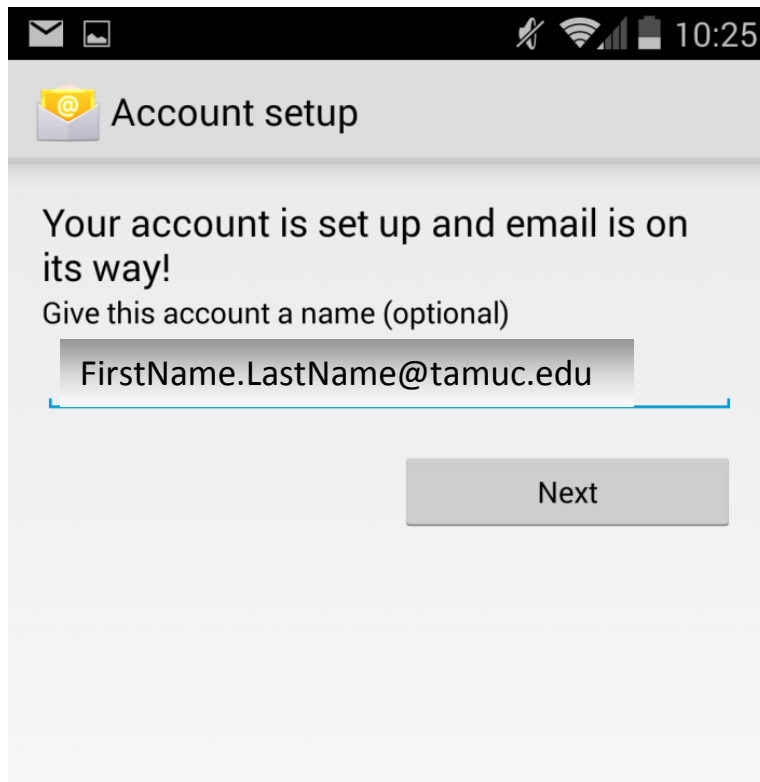 10:25
Account setup
Your account is set up and email is on
its way!
Give this account a name (optional)
FirstName.LastName@tamuc.edu
Next